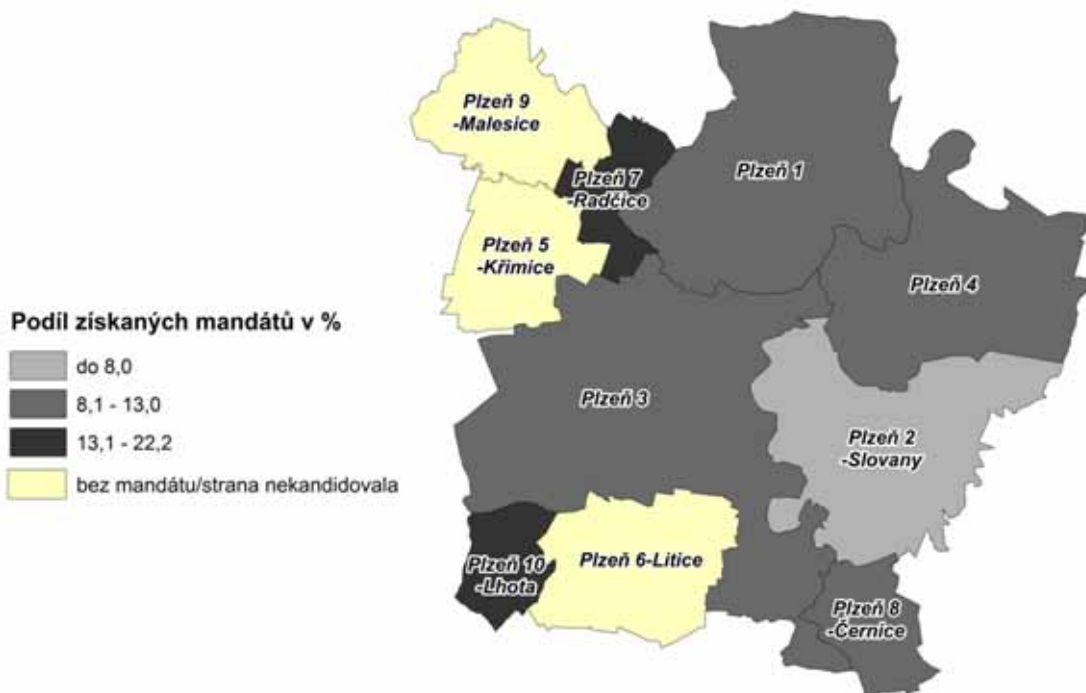 Plzeň 9
-Malesice
Plzeň 7
-Radčice
Plzeň 1
Plzeň 5
-Křimice
Plzeň 4
Podíl získaných mandátů v %
do 8,0
8,1 - 13,0
13,1 - 22,2
bez mandátu/strana nekandidovala
Plzeň 3
Plzeň 2
-Slovany
Plzeň 10
-Lhota
Plzeň 6-Litice
Plzeň 8
-Černice